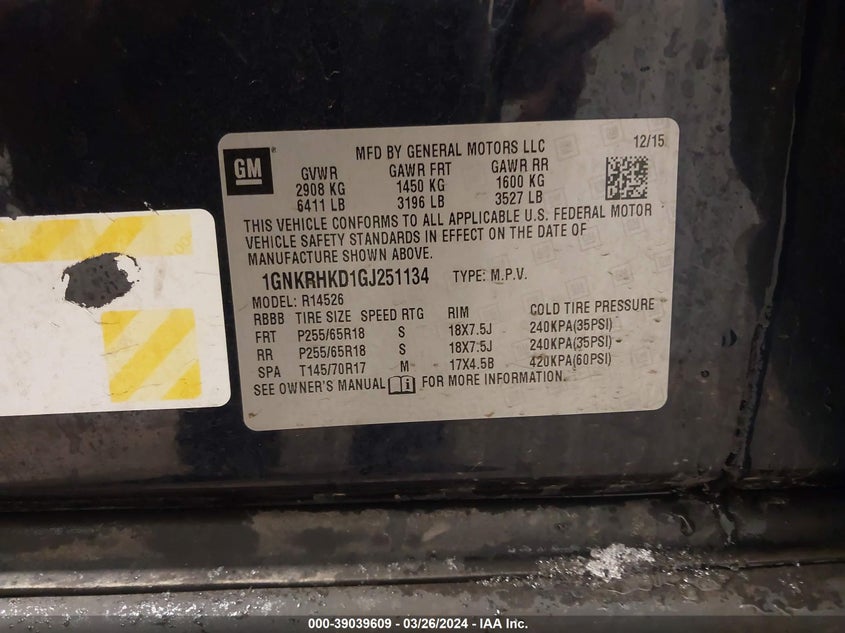 GM
MFD BY GENERAL MOTORS LLC 12/15
GVWR GAWR FRT GAWR RR
2908 KG 1450 KG 1600 KG
6411 LB 3196 LB 3527 LB
THIS VEHICLE CONFORMS TO ALL APPLICABLE U.S. FEDERAL MOTOR
VEHICLE SAFETY STANDARDS IN EFFECT ON THE DATE OF
MANUFACTURE SHOWN ABOVE.
1GNKRHKD1GJ251134 TYPE: M.P.V.
MODEL: R14526
RBBB TIRE SIZE SPEED RTG RIM COLD TIRE PRESSURE
FRT P255/65R18 S 18X7.5J 240KPA(35PSI)
RR P255/65R18 S 18X7.5J 240KPA(35PSI)
SPA T145/70R17 M 17X4.5B 420KPA(60PSI)
SEE OWNER'S MANUAL FOR MORE INFORMATION.
000-39039609 - 03/26/2024 - IAA Inc.